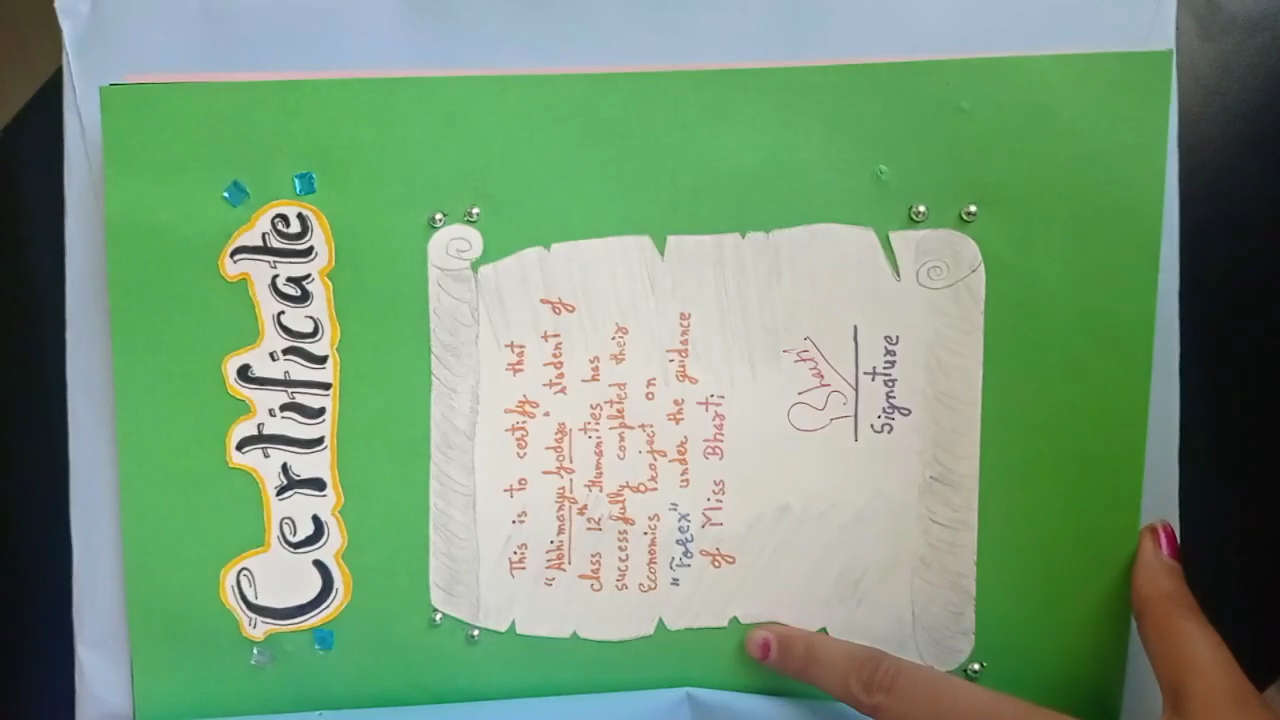 Certificate
This is to certify that
"Abhimanyu Godara" student of
class 12th Humanities has
successfully completed their
Economics Project on
"Forex" under the guidance
of Miss Bharti
Bharti
Signature